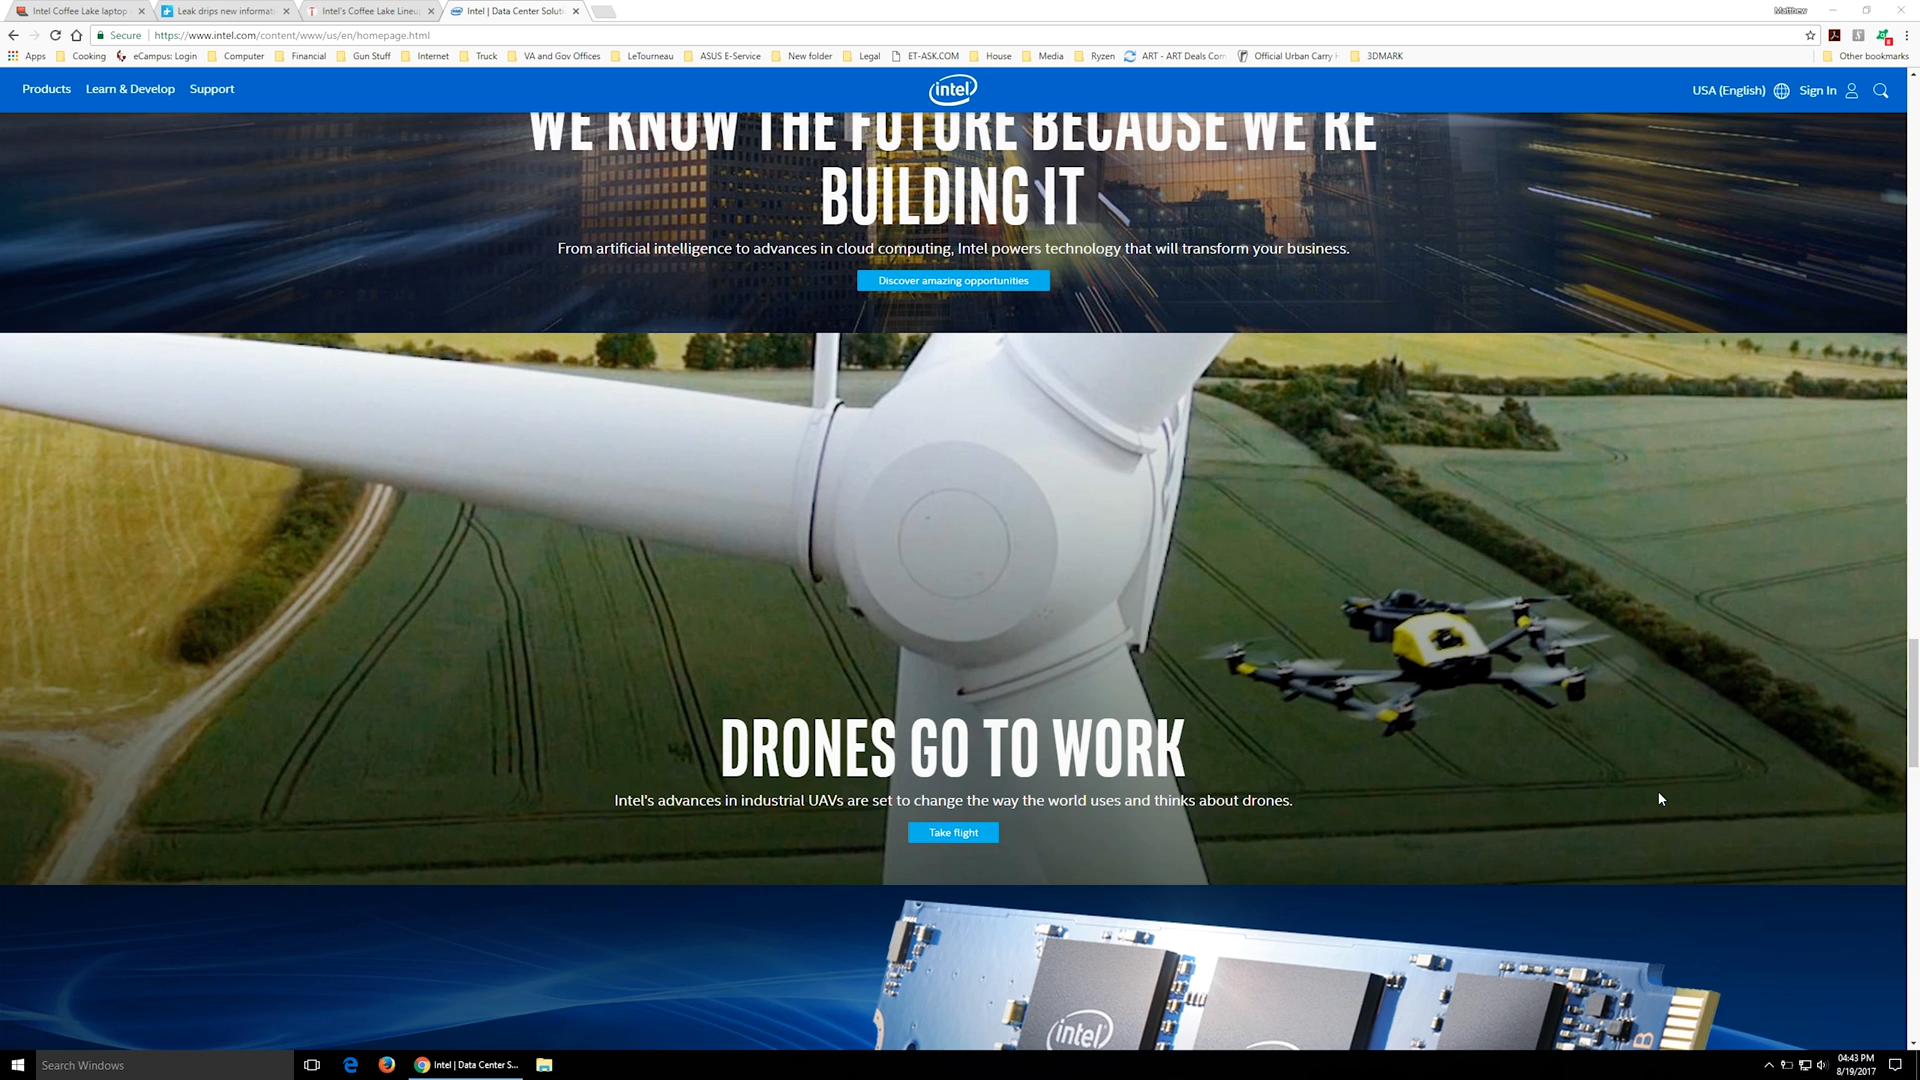 Intel Coffee Lake laptop
Leak drips new informati
Intel's Coffee Lake Lineu
Intel | Data Center Soluti
Matthew
Secure
https://www.intel.com/content/www/us/en/homepage.html
Apps
Cooking
eCampus: Login
Computer
Financial
Gun Stuff
Internet
Truck
VA and Gov Offices
LeTourneau
ASUS E-Service
New folder
Legal
ET-ASK.COM
House
Media
Ryzen
ART - ART Deals Com
Official Urban Carry H
3DMARK
Other bookmarks
Products
Learn & Develop
Support
intel
USA (English)
Sign In
WE KNOW THE FUTURE BECAUSE WE'RE
BUILDING IT
From artificial intelligence to advances in cloud computing, Intel powers technology that will transform your business.
Discover amazing opportunities
DRONES GO TO WORK
Intel's advances in industrial UAVs are set to change the way the world uses and thinks about drones.
Take flight
intel
B
Search Windows
Intel | Data Center S...
04:43 PM
8/19/2017